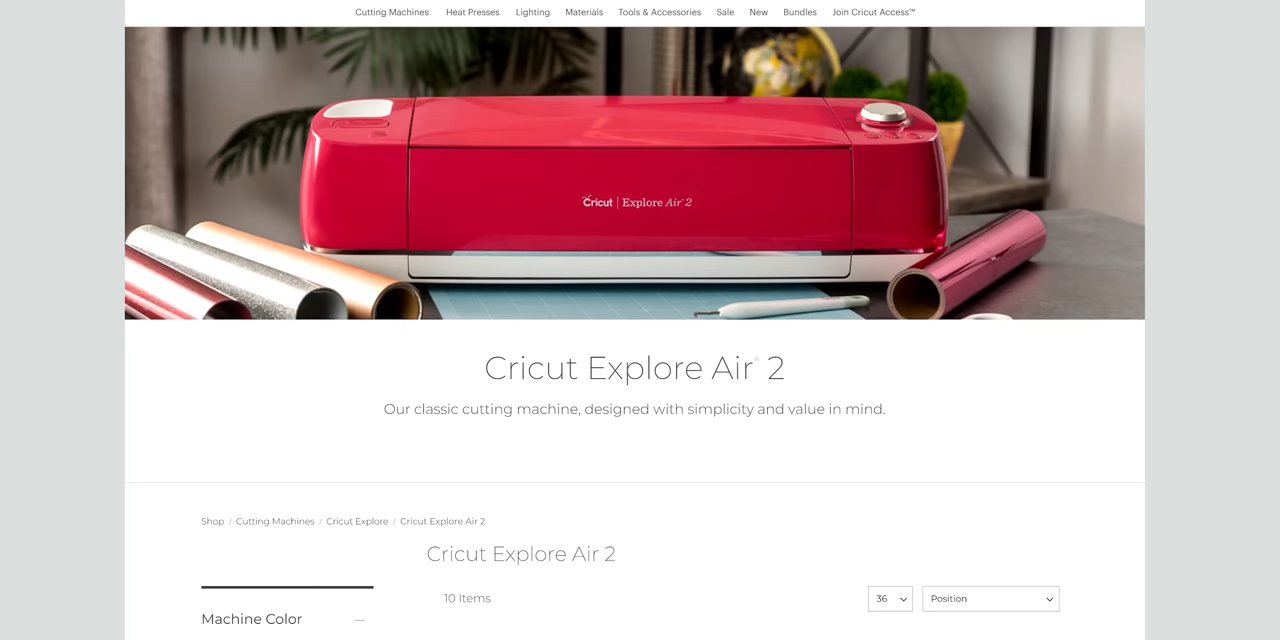 Cutting Machines Heat Presses Lighting Materials Tools & Accessories Sale New Bundles Join Cricut Access™
Cricut | Explore Air™ 2
Cricut Explore Air® 2
Our classic cutting machine, designed with simplicity and value in mind.
Shop / Cutting Machines / Cricut Explore / Cricut Explore Air 2
Cricut Explore Air 2
10 Items 36 Position
Machine Color